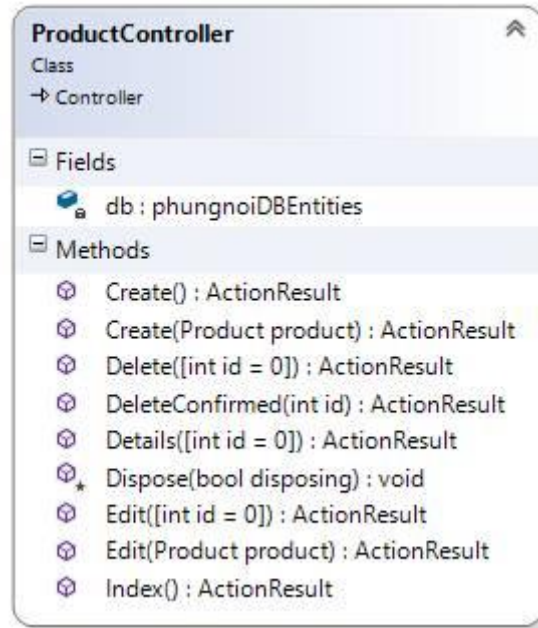 ProductController
Class
Controller
Fields
db : phungnoiDBEntities
Methods
Create() : ActionResult
Create(Product product) : ActionResult
Delete([int id = 0]) : ActionResult
DeleteConfirmed(int id) : ActionResult
Details([int id = 0]) : ActionResult
Dispose(bool disposing) : void
Edit([int id = 0]) : ActionResult
Edit(Product product) : ActionResult
Index() : ActionResult